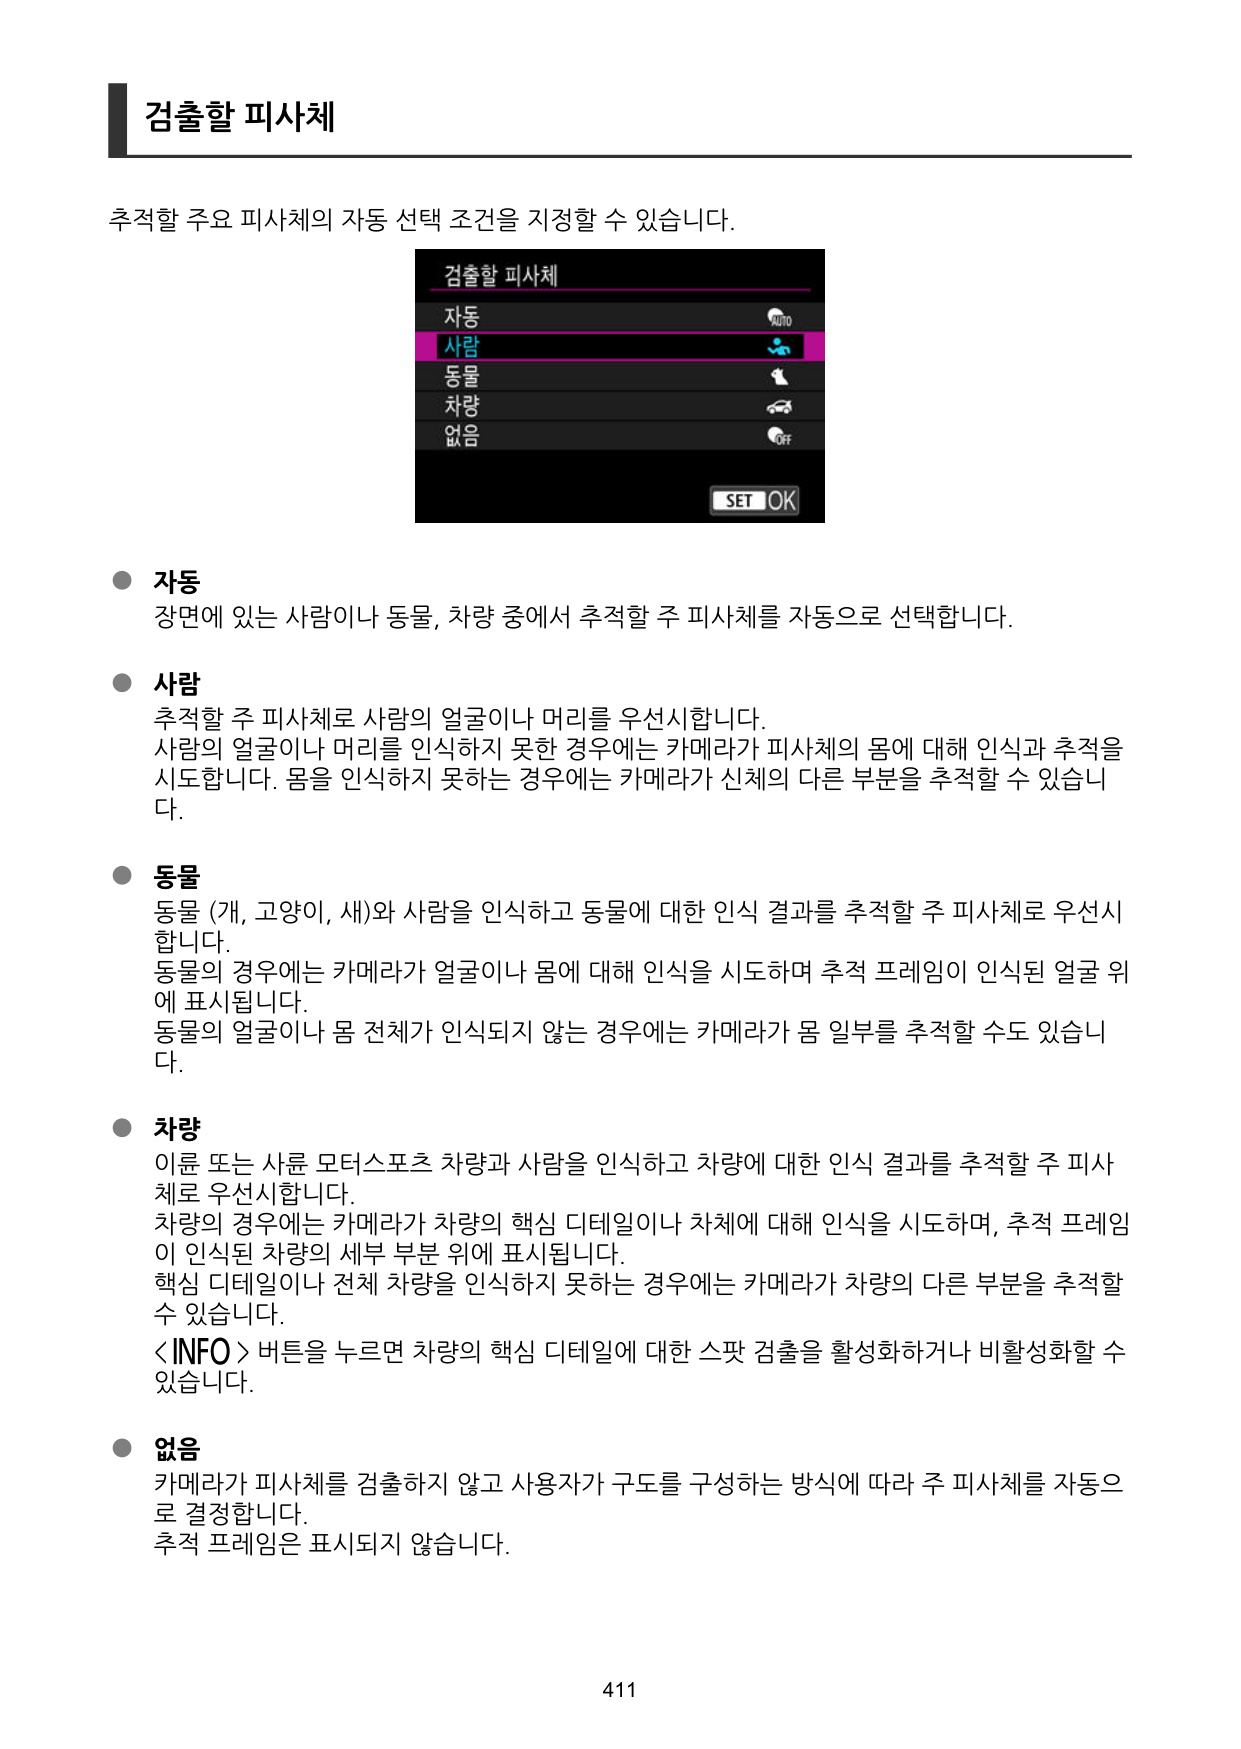 검출할 피사체
추적할 주요 피사체의 자동 선택 조건을 지정할 수 있습니다.
검출할 피사체
자동 AUTO
사람
동물
차량
없음 OFF
SET OK
● 자동
장면에 있는 사람이나 동물, 차량 중에서 추적할 주 피사체를 자동으로 선택합니다.
● 사람
추적할 주 피사체로 사람의 얼굴이나 머리를 우선시합니다.
사람의 얼굴이나 머리를 인식하지 못한 경우에는 카메라가 피사체의 몸에 대해 인식과 추적을
시도합니다. 몸을 인식하지 못하는 경우에는 카메라가 신체의 다른 부분을 추적할 수 있습니
다.
● 동물
동물 (개, 고양이, 새)와 사람을 인식하고 동물에 대한 인식 결과를 추적할 주 피사체로 우선시
합니다.
동물의 경우에는 카메라가 얼굴이나 몸에 대해 인식을 시도하며 추적 프레임이 인식된 얼굴 위
에 표시됩니다.
동물의 얼굴이나 몸 전체가 인식되지 않는 경우에는 카메라가 몸 일부를 추적할 수도 있습니
다.
● 차량
이륜 또는 사륜 모터스포츠 차량과 사람을 인식하고 차량에 대한 인식 결과를 추적할 주 피사
체로 우선시합니다.
차량의 경우에는 카메라가 차량의 핵심 디테일이나 차체에 대해 인식을 시도하며, 추적 프레임
이 인식된 차량의 세부 부분 위에 표시됩니다.
핵심 디테일이나 전체 차량을 인식하지 못하는 경우에는 카메라가 차량의 다른 부분을 추적할
수 있습니다.
<INFO> 버튼을 누르면 차량의 핵심 디테일에 대한 스팟 검출을 활성화하거나 비활성화할 수
있습니다.
● 없음
카메라가 피사체를 검출하지 않고 사용자가 구도를 구성하는 방식에 따라 주 피사체를 자동으
로 결정합니다.
추적 프레임은 표시되지 않습니다.
411